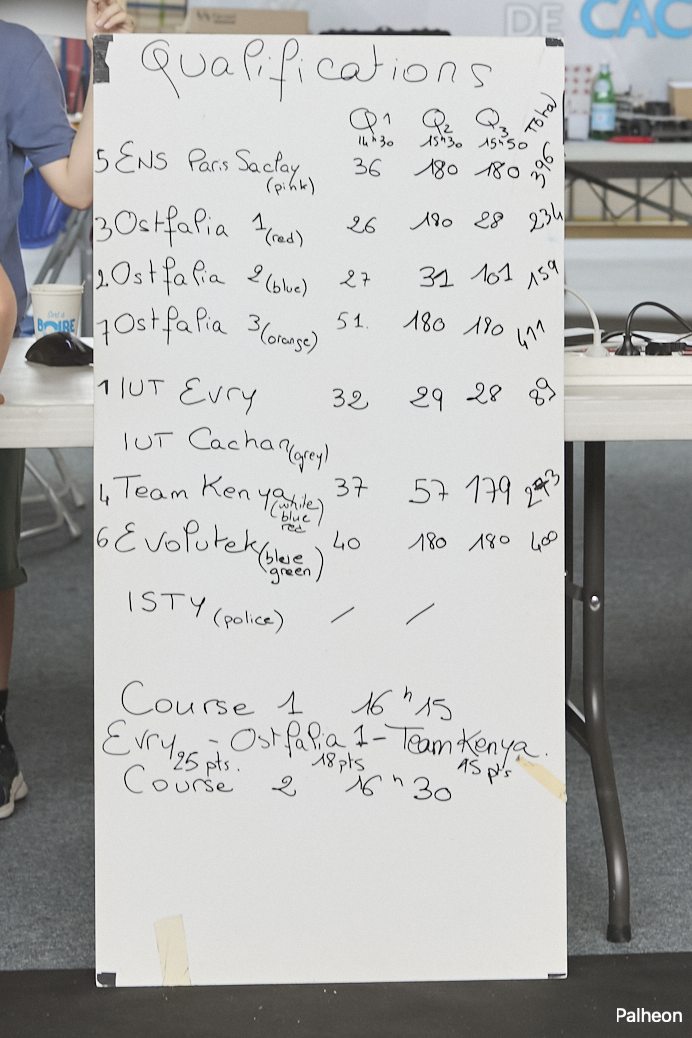 DE CAC
Qualifications
Q1 Q2 Q3 Total
14h30 15h30 15h50
5 ENS Paris Saclay 36 180 180 396
(pink)
3 Ostfalia 1 (red) 26 180 28 234
2 Ostfalia 2 (blue) 27 31 101 159
7 Ostfalia 3 (orange) 51. 180 180 411
1 IUT Evry 32 29 28 89
IUT Cachan (grey)
4 Team Kenya 37 57 179 273
(white
blue
red)
6 Evolutek 40 180 180 400
(blue
green)
ISTY (police) / /
Course 1 16h15
Evry - Ostfalia 1 - Team Kenya.
25 pts. 18 pts 15 pts
Course 2 16h30
BOIRE
Palheon